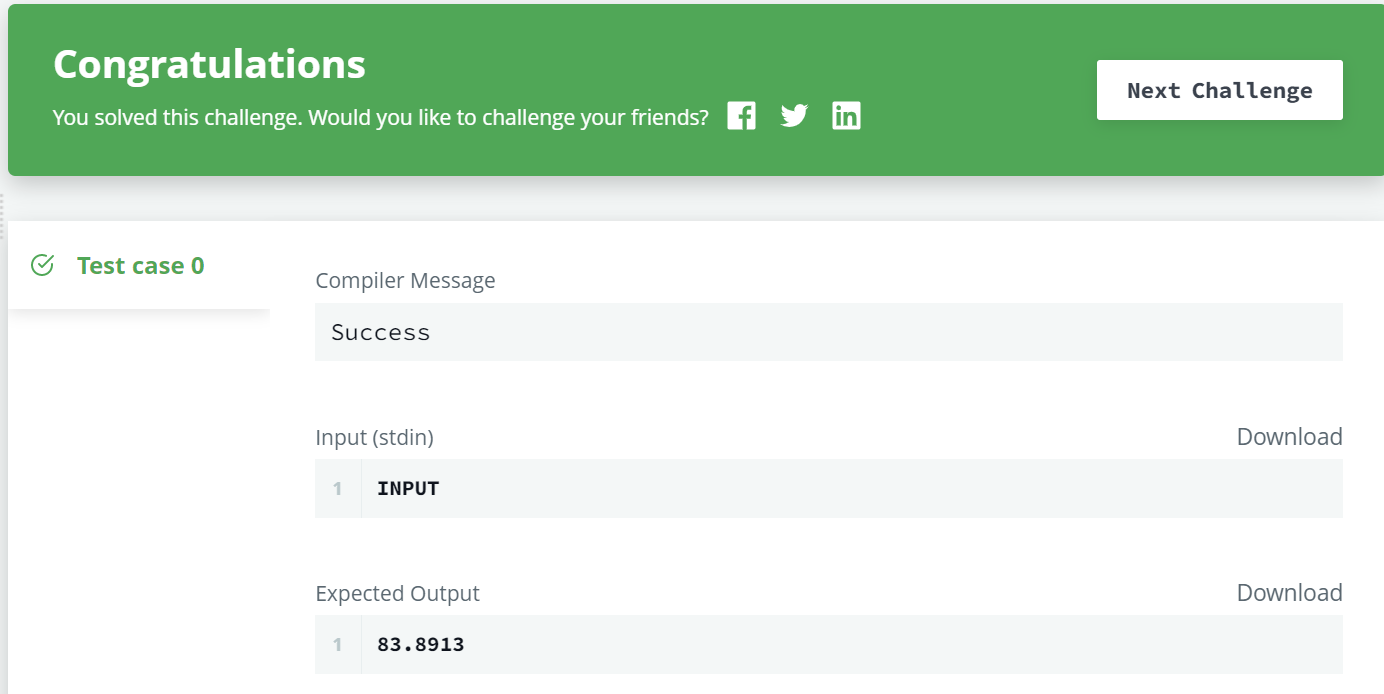 Congratulations
You solved this challenge. Would you like to challenge your friends?
Next Challenge
Test case 0
Compiler Message
Success
Input (stdin)
Download
1 INPUT
Expected Output
Download
1 83.8913